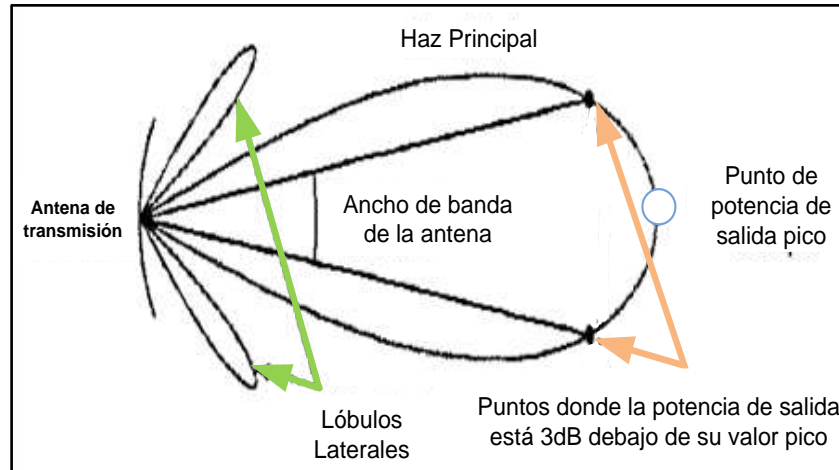 Haz Principal
Antena de
transmisión
Ancho de banda
de la antena
Punto de
potencia de
salida pico
Lóbulos
Laterales
Puntos donde la potencia de salida
está 3dB debajo de su valor pico